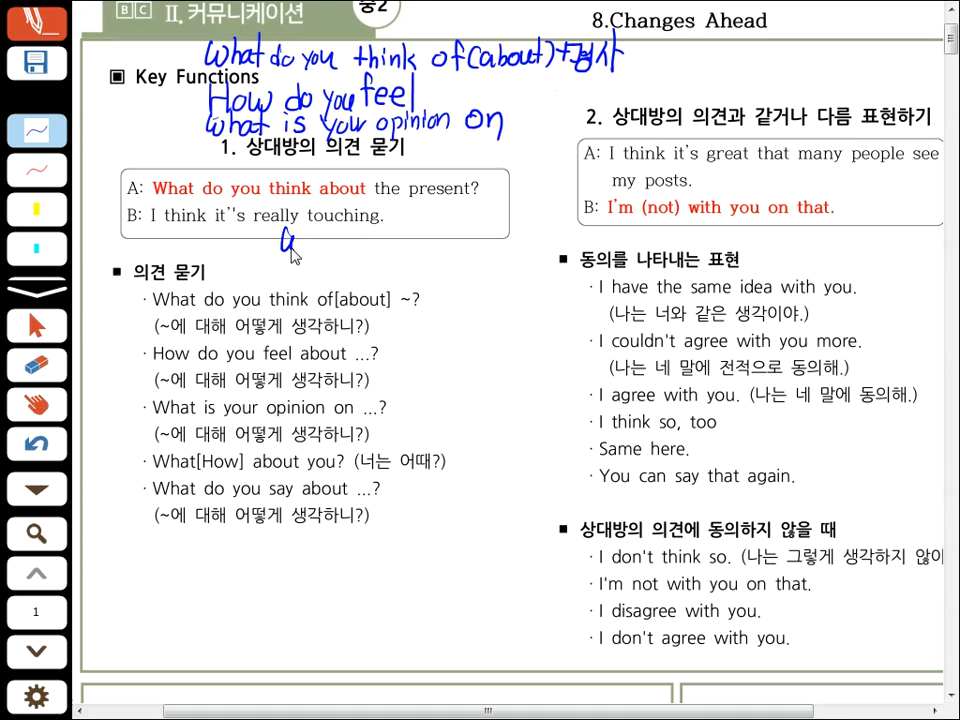 BC Ⅱ. 커뮤니케이션
중2
8.Changes Ahead
What do you think of(about)+명사
■ Key Functions
How do you feel
What is your opinion on
1. 상대방의 의견 묻기
A: What do you think about the present?
B: I think it''s really touching.
■ 의견 묻기
· What do you think of[about] ~?
(~에 대해 어떻게 생각하니?)
· How do you feel about ...?
(~에 대해 어떻게 생각하니?)
· What is your opinion on ...?
(~에 대해 어떻게 생각하니?)
· What[How] about you? (너는 어때?)
· What do you say about ...?
(~에 대해 어떻게 생각하니?)
2. 상대방의 의견과 같거나 다름 표현하기
A: I think it's great that many people see
my posts.
B: I'm (not) with you on that.
■ 동의를 나타내는 표현
· I have the same idea with you.
(나는 너와 같은 생각이야.)
· I couldn't agree with you more.
(나는 네 말에 전적으로 동의해.)
· I agree with you. (나는 네 말에 동의해.)
· I think so, too
· Same here.
· You can say that again.
■ 상대방의 의견에 동의하지 않을 때
· I don't think so. (나는 그렇게 생각하지 않아
· I'm not with you on that.
· I disagree with you.
· I don't agree with you.
1